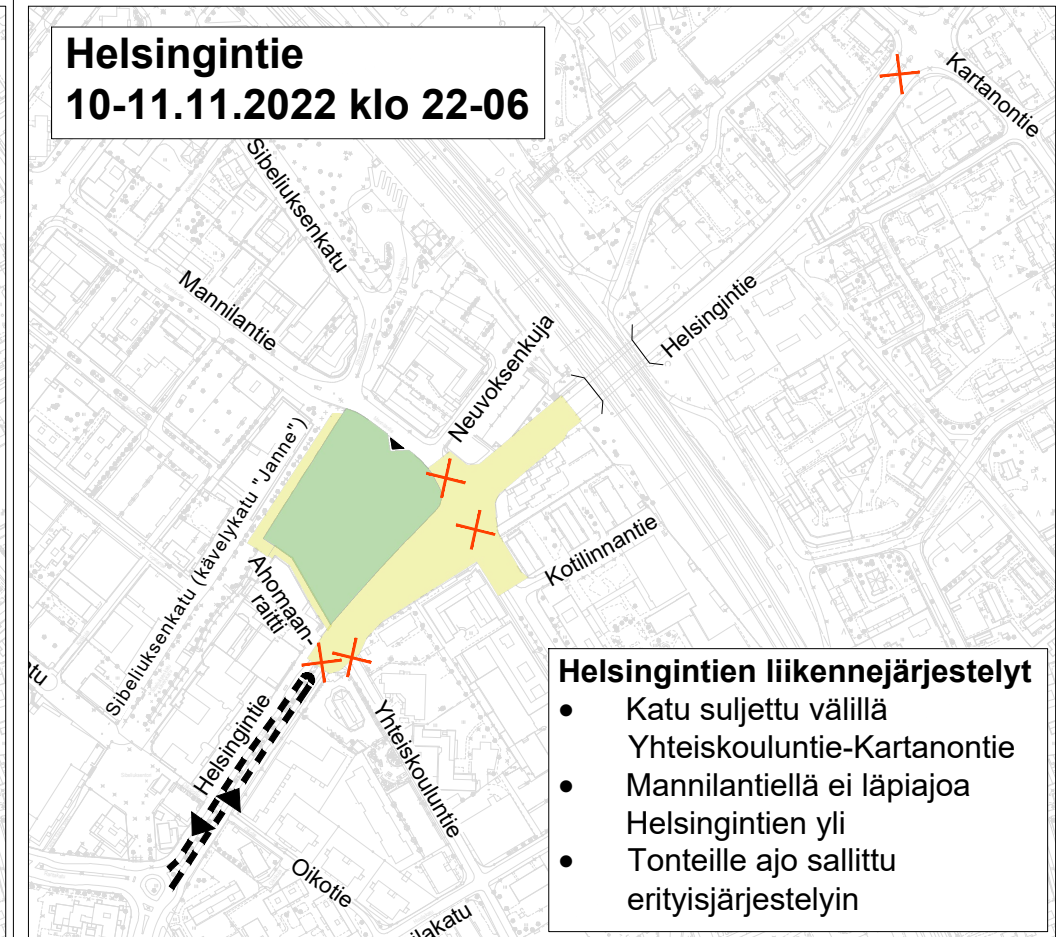 Helsingintie
10-11.11.2022 klo 22-06
Kartanontie
Sibeliuksenkatu
Mannilantie
Helsingintie
Neuvoksenkuja
Sibeliuksenkatu (kävelykatu "Janne")
Kotilinnantie
Ahomaan-
raitti
Helsingintie
Yhteiskouluntie
Oikotie
ilakatu
tu
Helsingintien liikennejärjestelyt
• Katu suljettu välillä
Yhteiskouluntie-Kartanontie
• Mannilantiellä ei läpiajoa
Helsingintien yli
• Tonteille ajo sallittu
erityisjärjestelyin